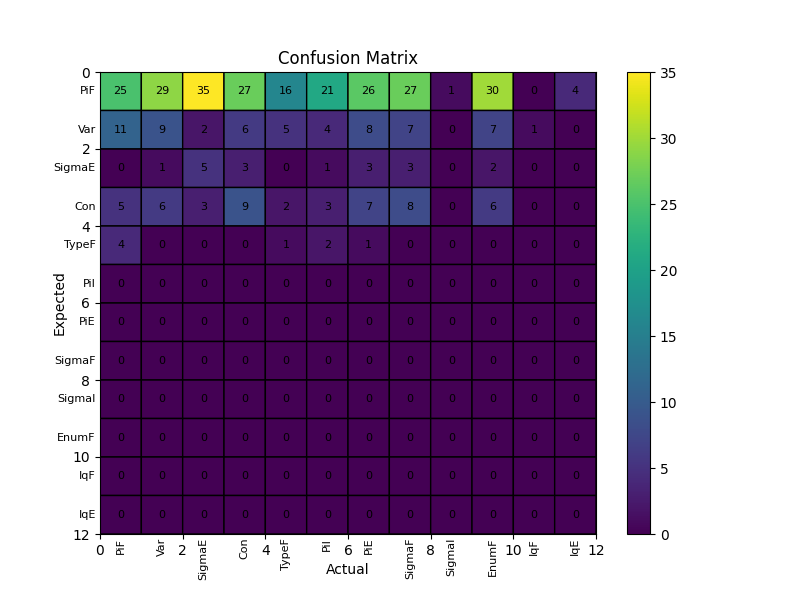 Confusion Matrix
0
PiF 25 29 35 27 16 21 26 27 1 30 0 4
Var 11 9 2 6 5 4 8 7 0 7 1 0
2
SigmaE 0 1 5 3 0 1 3 3 0 2 0 0
Con 5 6 3 9 2 3 7 8 0 6 0 0
4
TypeF 4 0 0 0 1 2 1 0 0 0 0 0
PiI 0 0 0 0 0 0 0 0 0 0 0 0
6
PiE 0 0 0 0 0 0 0 0 0 0 0 0
SigmaF 0 0 0 0 0 0 0 0 0 0 0 0
8
SigmaI 0 0 0 0 0 0 0 0 0 0 0 0
EnumF 0 0 0 0 0 0 0 0 0 0 0 0
10
IqF 0 0 0 0 0 0 0 0 0 0 0 0
IqE 0 0 0 0 0 0 0 0 0 0 0 0
12
Expected
0 PiF Var 2 SigmaE Con 4 TypeF PiI 6 PiE SigmaF 8 SigmaI EnumF 10 IqF IqE 12
Actual
35
30
25
20
15
10
5
0